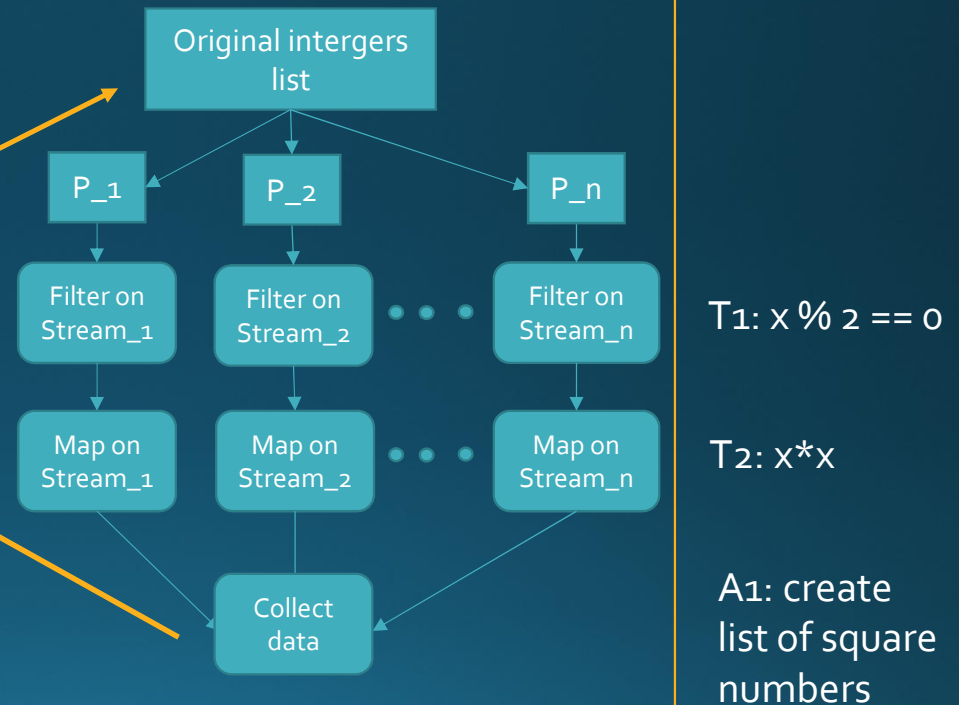 Original intergers
list
P_1
P_2
P_n
Filter on
Stream_1
Filter on
Stream_2
Filter on
Stream_n
T1: x % 2 == 0
Map on
Stream_1
Map on
Stream_2
Map on
Stream_n
T2: x*x
Collect
data
A1: create
list of square
numbers